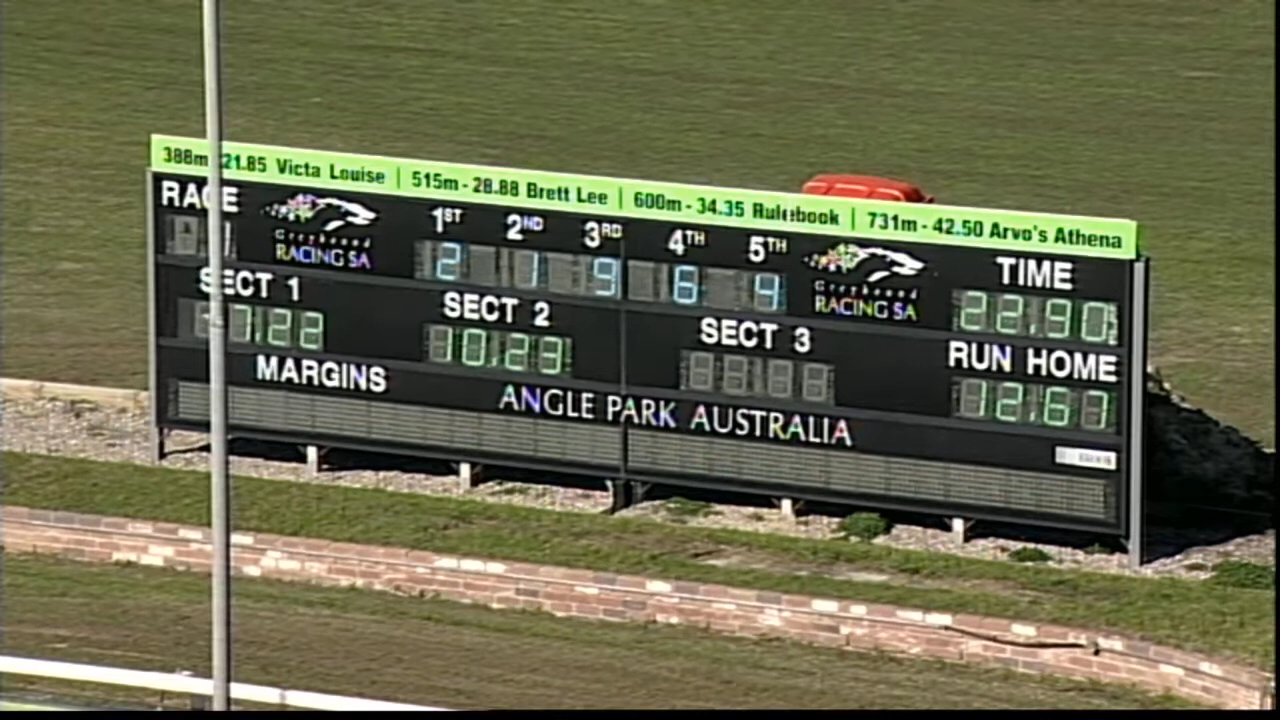 388m 21.85 Victa Louise | 515m - 28.88 Brett Lee | 600m - 34.35 Rulebook | 731m - 42.50 Arvo's Athena
RACE
Greyhound
RACING SA
1ST 2ND 3RD 4TH 5TH
2 1 9 6 4
Greyhound
RACING SA
TIME
22.90
SECT 1
7.22
SECT 2
10.23
SECT 3
RUN HOME
12.67
MARGINS
ANGLE PARK AUSTRALIA